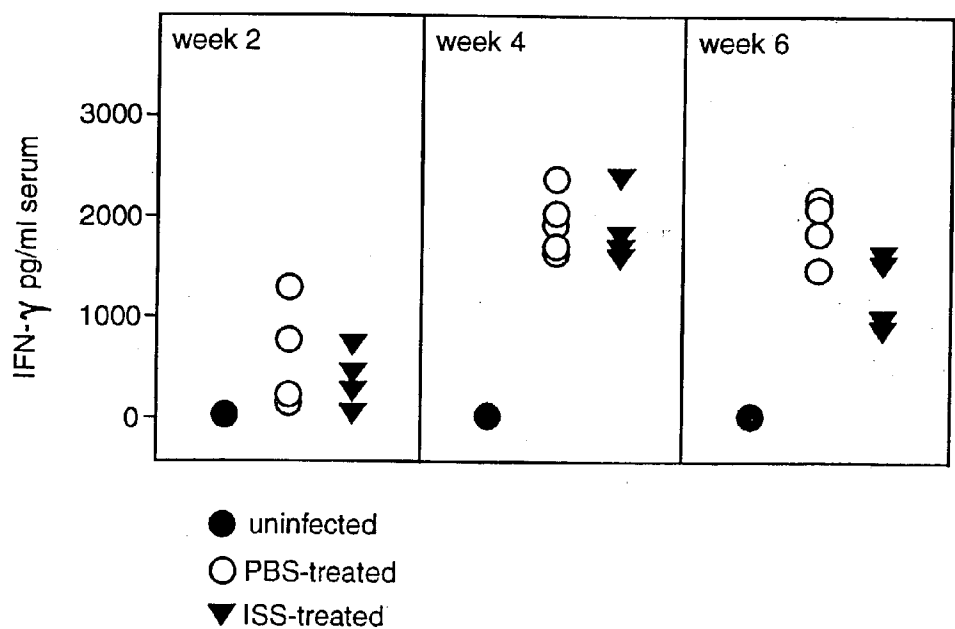 week 2
week 4
week 6
IFN-γ pg/ml serum
3000
2000
1000
0
uninfected
PBS-treated
ISS-treated